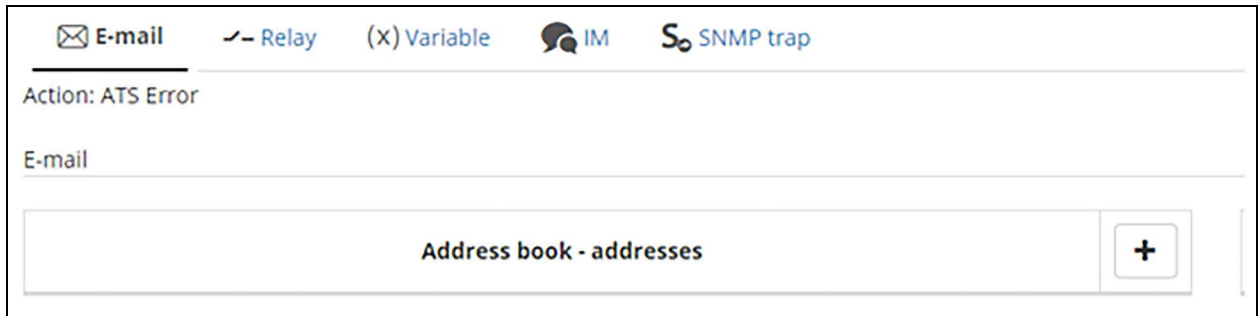 E-mail Relay (x) Variable IM SNMP trap
Action: ATS Error
E-mail
Address book - addresses +